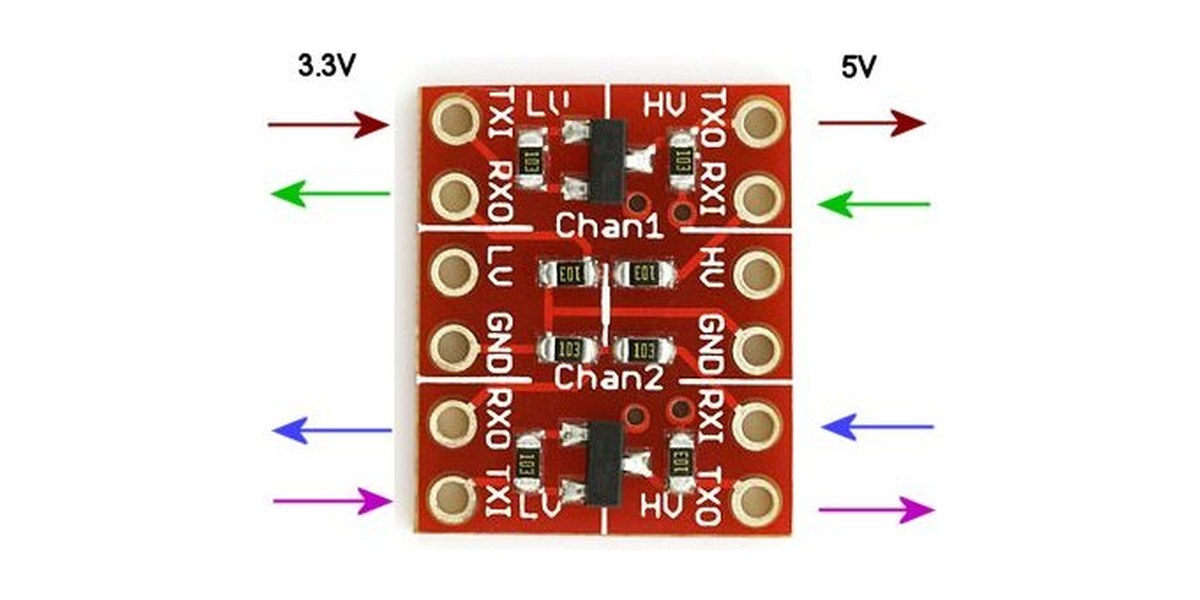 3.3V
5V
TXI
LV
HV
TXO
103
103
RXO
RXI
Chan1
LV
103
103
HV
GND
103
103
GND
Chan2
RXO
RXI
103
103
TXI
LV
HV
TXO